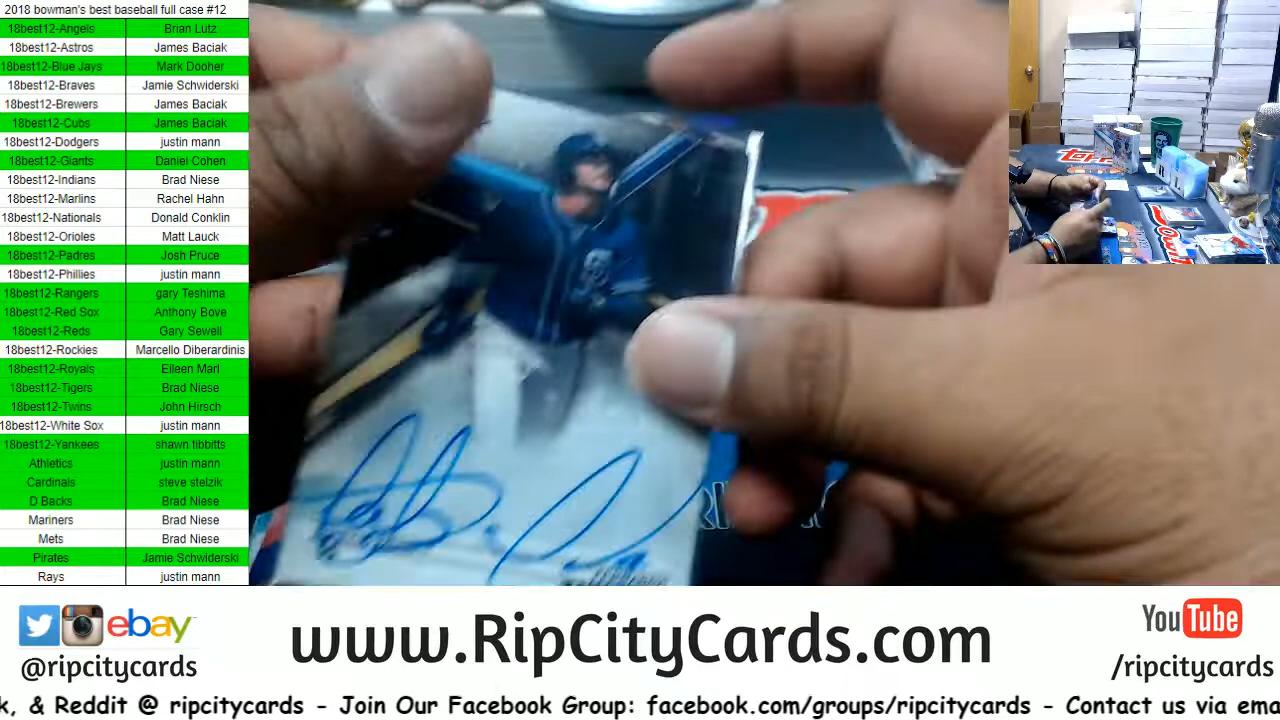 2018 bowman's best baseball full case #12
18best12-Angels Brian Lutz
18best12-Astros James Baciak
18best12-Blue Jays Mark Dooher
18best12-Braves Jamie Schwiderski
18best12-Brewers James Baciak
18best12-Cubs James Baciak
18best12-Dodgers justin mann
18best12-Giants Daniel Cohen
18best12-Indians Brad Niese
18best12-Marlins Rachel Hahn
18best12-Nationals Donald Conklin
18best12-Orioles Matt Lauck
18best12-Padres Josh Pruce
18best12-Phillies justin mann
18best12-Rangers gary Teshima
18best12-Red Sox Anthony Bove
18best12-Reds Gary Sewell
18best12-Rockies Marcello Diberardinis
18best12-Royals Eileen Marl
18best12-Tigers Brad Niese
18best12-Twins John Hirsch
18best12-White Sox justin mann
18best12-Yankees shawn tibbitts
Athletics justin mann
Cardinals steve stelzik
D Backs Brad Niese
Mariners Brad Niese
Mets Brad Niese
Pirates Jamie Schwiderski
Rays justin mann
ebay
@ripcitycards
www.RipCityCards.com
YouTube
/ripcitycards
k, & Reddit @ ripcitycards - Join Our Facebook Group: facebook.com/groups/ripcitycards - Contact us via ema